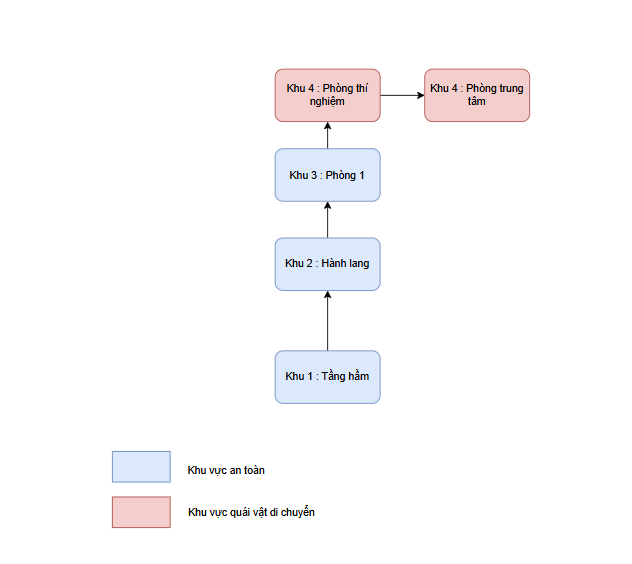 Khu 4 : Phòng thí
nghiệm
Khu 4 : Phòng trung
tâm
Khu 3 : Phòng 1
Khu 2 : Hành lang
Khu 1 : Tầng hầm
Khu vực an toàn
Khu vực quái vật di chuyển